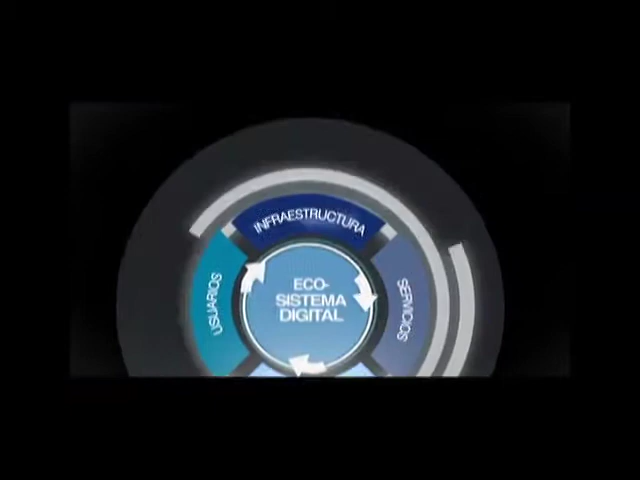 INFRAESTRUCTURA
USUARIOS
ECO-
SISTEMA
DIGITAL
SERVICIOS